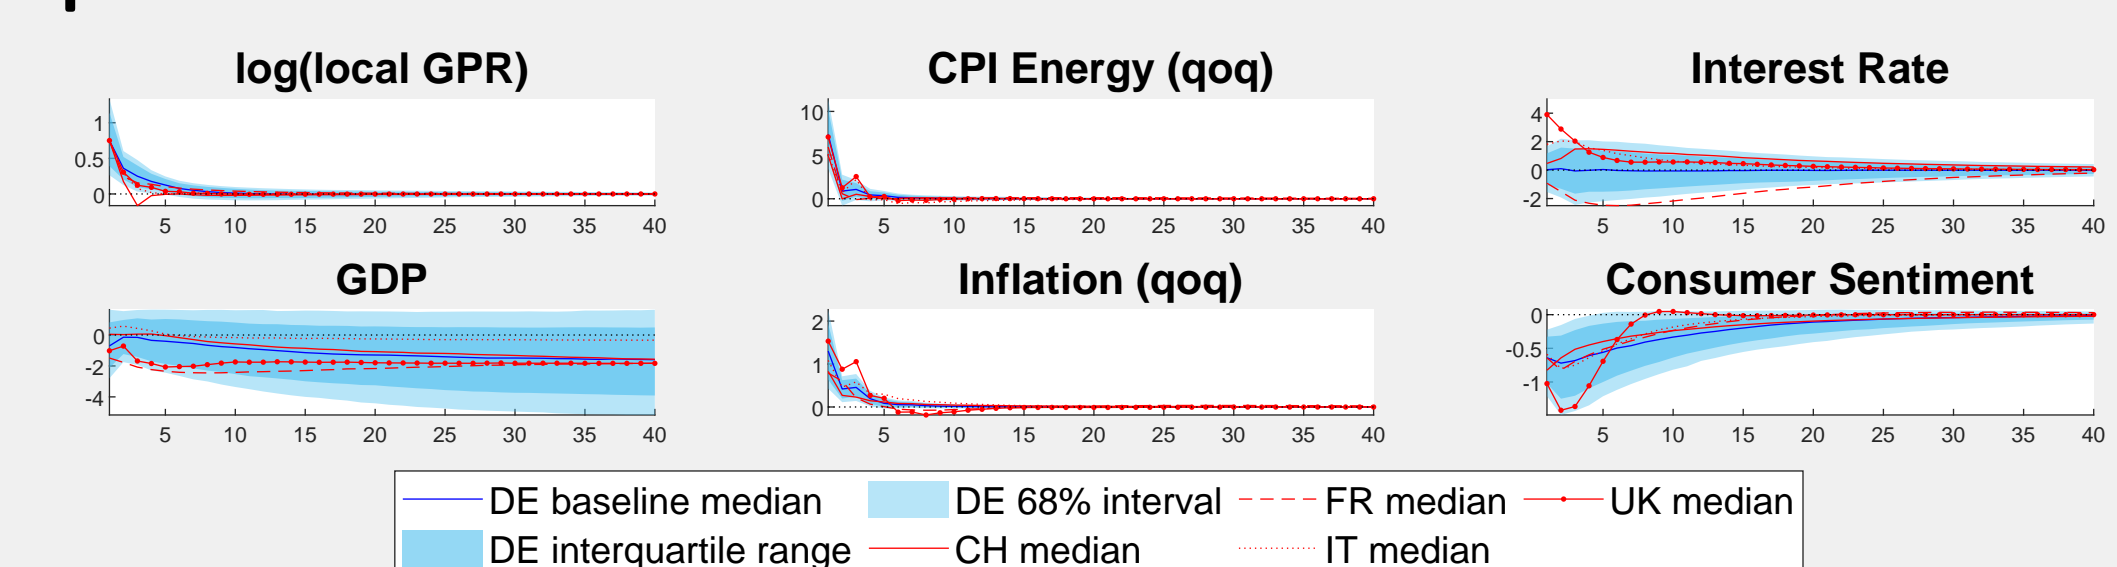 log(local GPR) CPI Energy (qoq) Interest Rate
1 10 4
0.5 5 2
0 0 0
-2
5 10 15 20 25 30 35 40 5 10 15 20 25 30 35 40 5 10 15 20 25 30 35 40
GDP Inflation (qoq) Consumer Sentiment
0 2 0
-2 1 -0.5
-4 0 -1
5 10 15 20 25 30 35 40 5 10 15 20 25 30 35 40 5 10 15 20 25 30 35 40
DE baseline median DE 68% interval FR median UK median
DE interquartile range CH median IT median